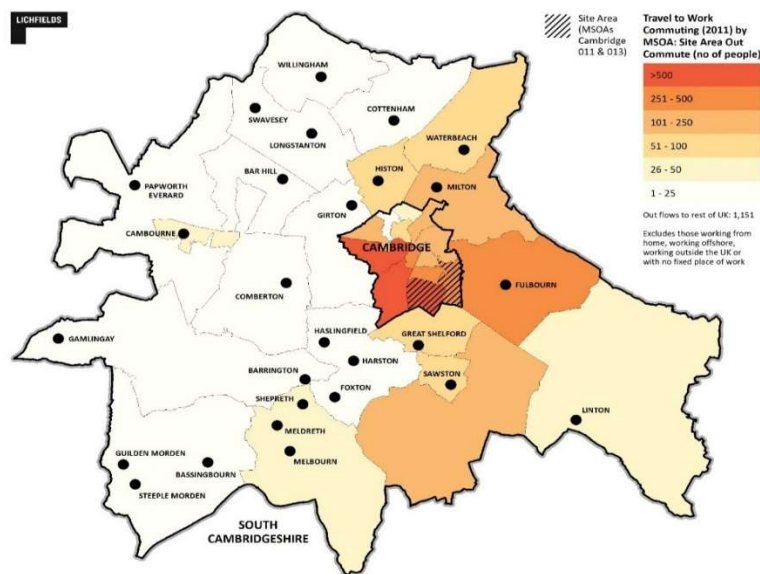 LICHFIELDS
Site Area
(MSOAs
Cambridge
011 & 013)
Travel to Work
Commuting (2011) by
MSOA: Site Area Out
Commute (no of people)
>500
251 - 500
101 - 250
51 - 100
26 - 50
1 - 25
Out flows to rest of UK: 1,151
Excludes those working from
home, working offshore,
working outside the UK or
with no fixed place of work
WILLINGHAM
COTTENHAM
SWAVESEY
LONGSTANTON
WATERBEACH
BAR HILL
HISTON
PAPWORTH
EVERARD
MILTON
GIRTON
CAMBOURNE
CAMBRIDGE
COMBERTON
FULBOURN
HASLINGFIELD
GREAT SHELFORD
GAMLINGAY
HARSTON
BARRINGTON
SAWSTON
FOXTON
SHEPRETH
LINTON
MELDRETH
MELBOURN
GUILDEN MORDEN
BASSINGBOURN
STEEPLE MORDEN
SOUTH
CAMBRIDGESHIRE